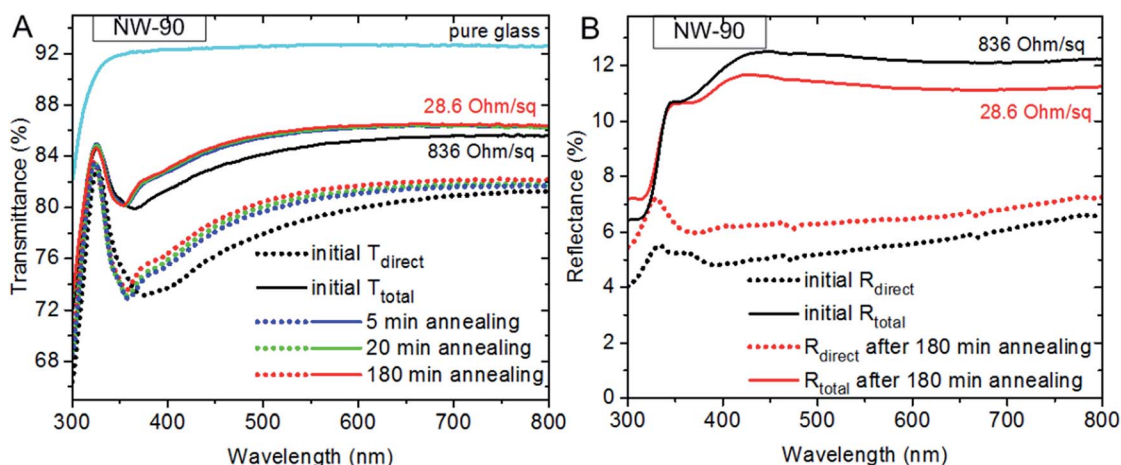 A
NW-90
pure glass
28.6 Ohm/sq
836 Ohm/sq
initial T_direct
initial T_total
5 min annealing
20 min annealing
180 min annealing
Transmittance (%)
92
88
84
80
76
72
68
300 400 500 600 700 800
Wavelength (nm)
B
NW-90
836 Ohm/sq
28.6 Ohm/sq
initial R_direct
initial R_total
R_direct after 180 min annealing
R_total after 180 min annealing
Reflectance (%)
12
10
8
6
4
2
0
300 400 500 600 700 800
Wavelength (nm)